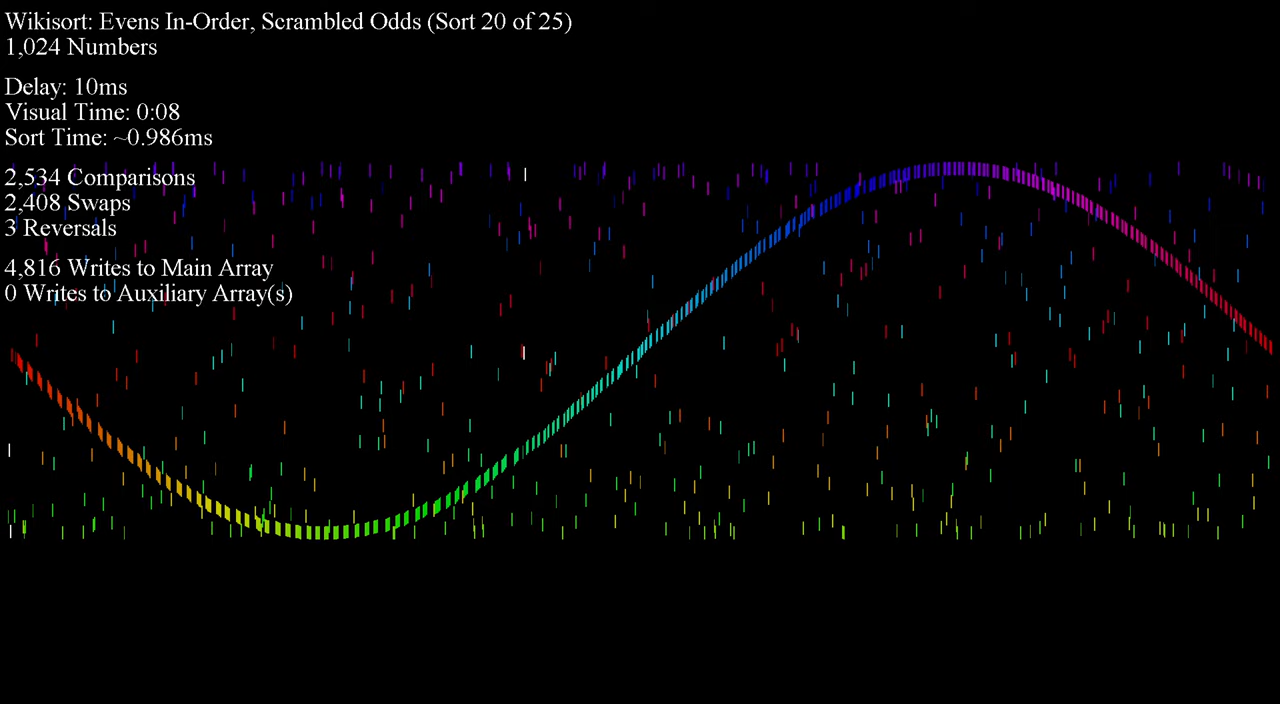 Wikisort: Evens In-Order, Scrambled Odds (Sort 20 of 25)
1,024 Numbers
Delay: 10ms
Visual Time: 0:08
Sort Time: ~0.986ms
2,534 Comparisons
2,408 Swaps
3 Reversals
4,816 Writes to Main Array
0 Writes to Auxiliary Array(s)